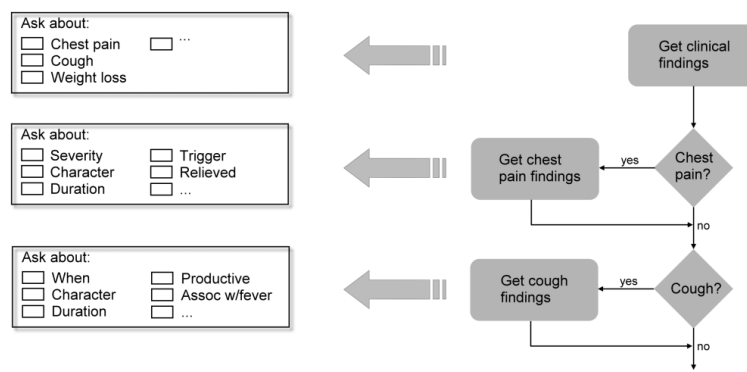 Ask about:
Chest pain ...
Cough
Weight loss
Get clinical
findings
Ask about:
Severity Trigger
Character Relieved
Duration ...
Get chest
pain findings
yes
Chest
pain?
no
Ask about:
When Productive
Character Assoc w/fever
Duration ...
Get cough
findings
yes
Cough?
no